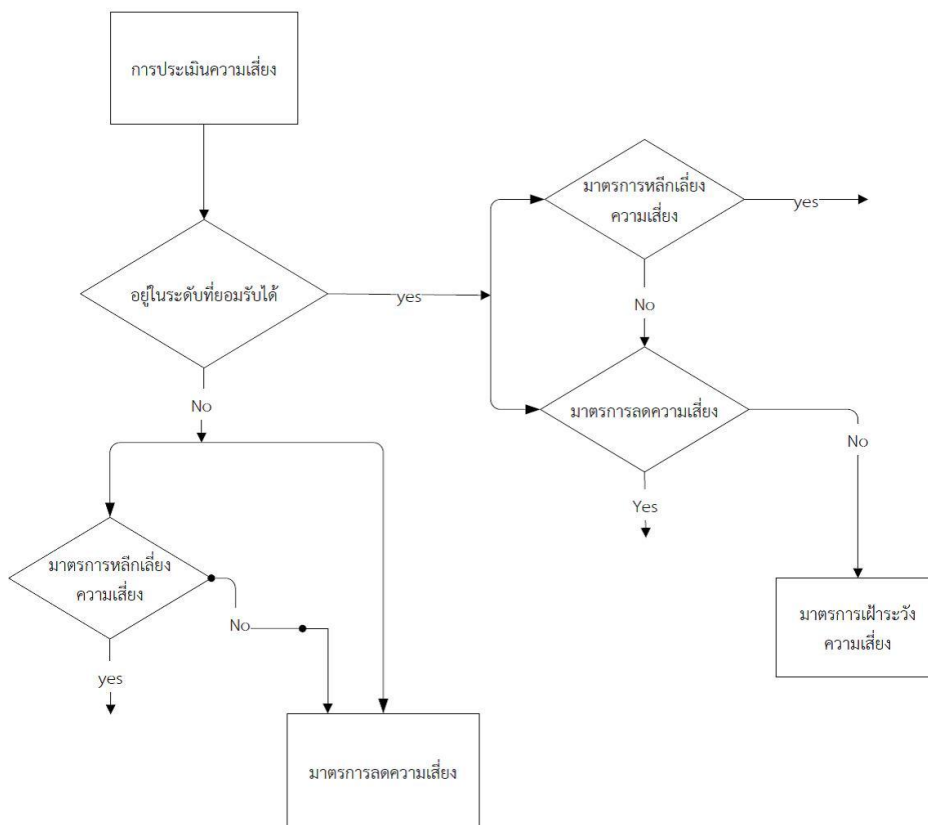 การประเมินความเสี่ยง
มาตรการหลีกเลี่ยง
ความเสี่ยง
yes
อยู่ในระดับที่ยอมรับได้
yes
No
มาตรการลดความเสี่ยง
No
No
Yes
มาตรการหลีกเลี่ยง
ความเสี่ยง
No
yes
มาตรการเฝ้าระวัง
ความเสี่ยง
มาตรการลดความเสี่ยง